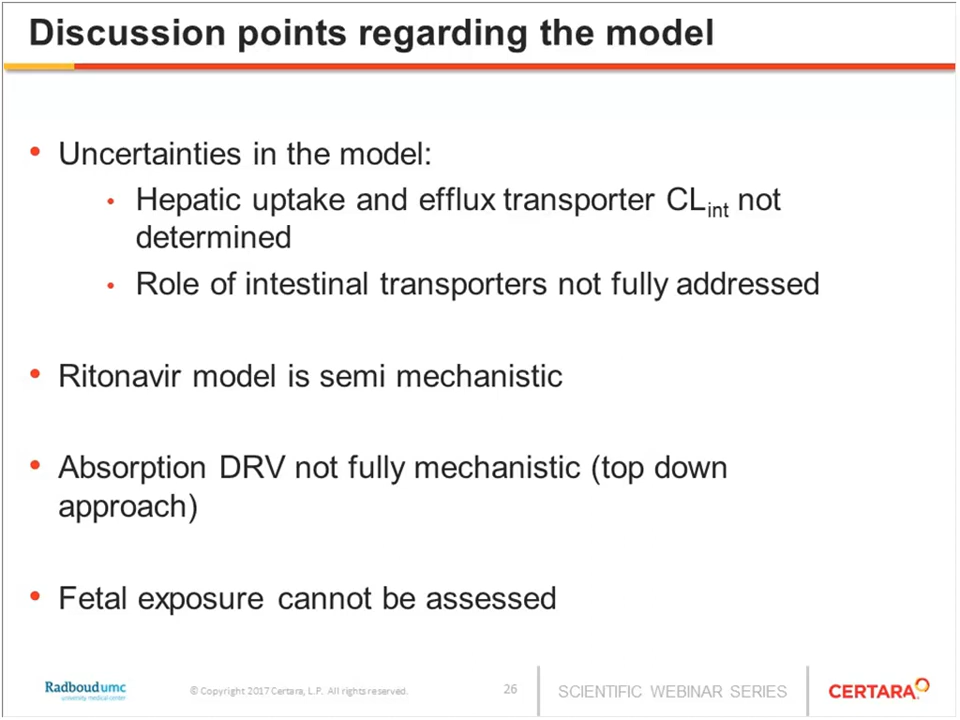 Discussion points regarding the model
• Uncertainties in the model:
• Hepatic uptake and efflux transporter CLint not
determined
• Role of intestinal transporters not fully addressed
• Ritonavir model is semi mechanistic
• Absorption DRV not fully mechanistic (top down
approach)
• Fetal exposure cannot be assessed
Radboudumc
university medical center
© Copyright 2017 Certara, L.P. All rights reserved.
26
SCIENTIFIC WEBINAR SERIES
CERTARA